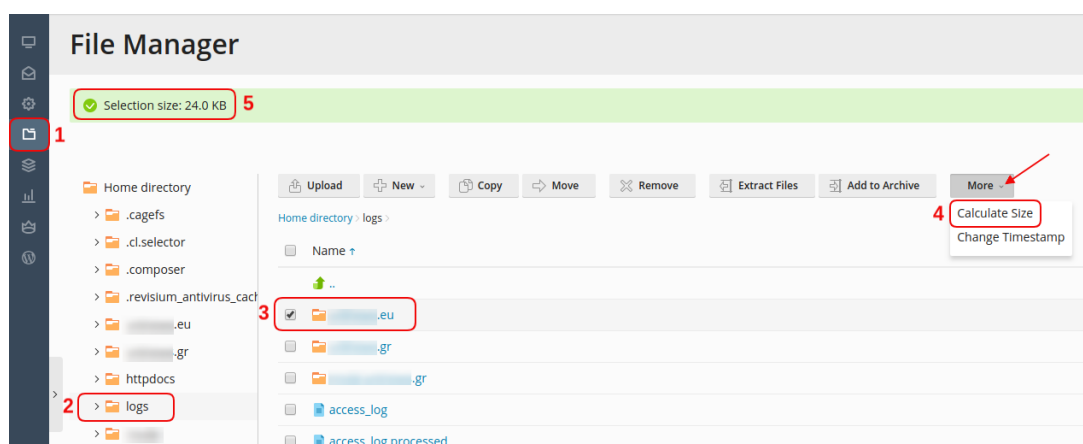 File Manager
Selection size: 24.0 KB 5
1
Home directory
.cagefs
.cl.selector
.composer
.revisium_antivirus_cach
.eu
.gr
httpdocs
2 logs
Upload New Copy Move Remove Extract Files Add to Archive More
4 Calculate Size
Change Timestamp
Home directory > logs >
Name ↑
..
3 .eu
.gr
.gr
access_log
access_log.processed